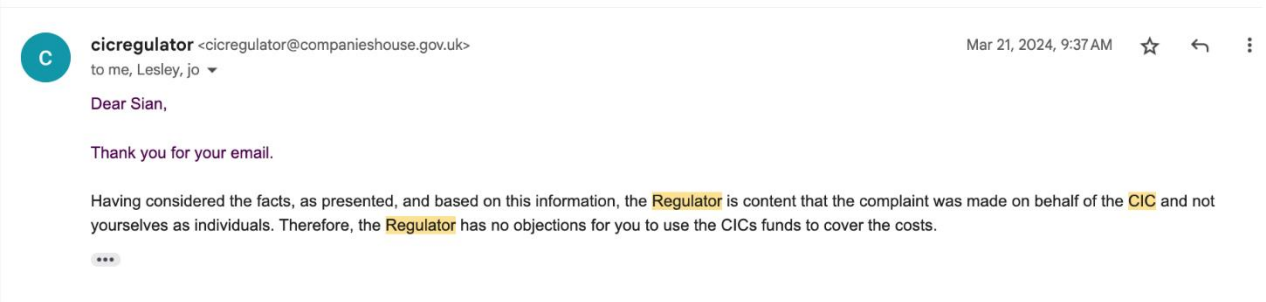 C
cicregulator <cicregulator@companieshouse.gov.uk>
Mar 21, 2024, 9:37 AM
to me, Lesley, jo
Dear Sian,
Thank you for your email.
Having considered the facts, as presented, and based on this information, the Regulator is content that the complaint was made on behalf of the CIC and not
yourselves as individuals. Therefore, the Regulator has no objections for you to use the CICs funds to cover the costs.